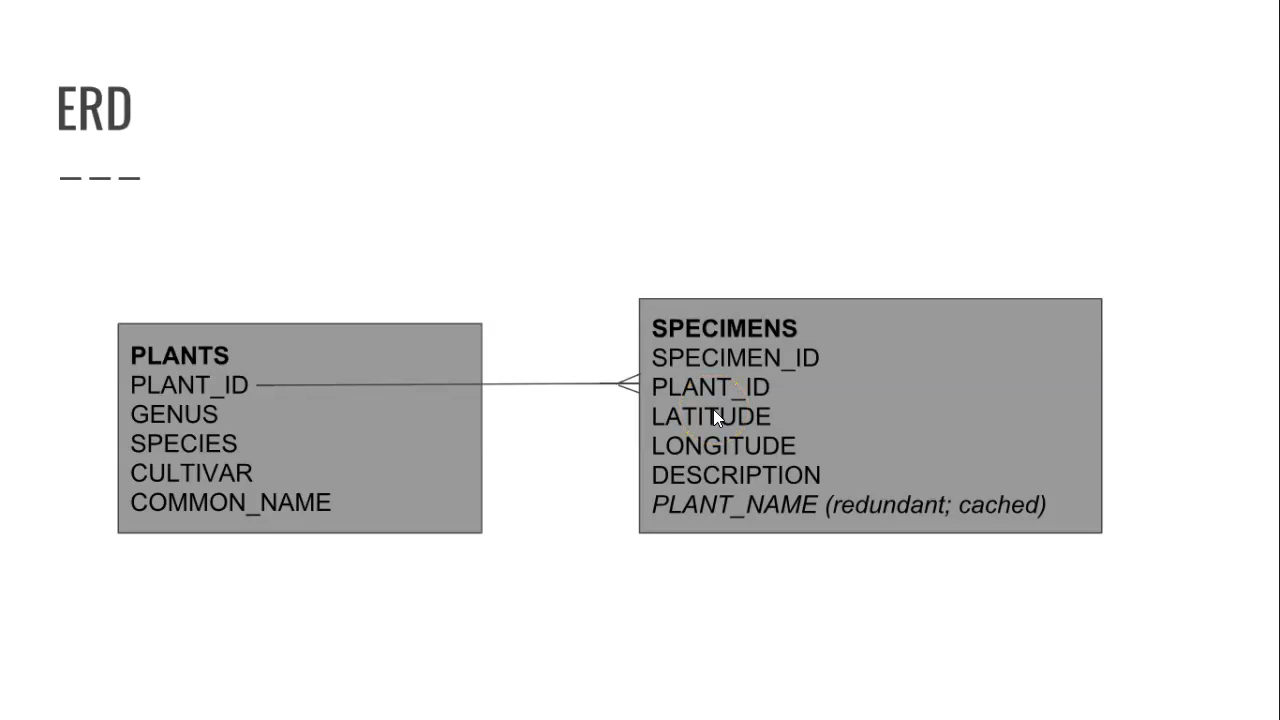 ERD
PLANTS
PLANT_ID
GENUS
SPECIES
CULTIVAR
COMMON_NAME
SPECIMENS
SPECIMEN_ID
PLANT_ID
LATITUDE
LONGITUDE
DESCRIPTION
PLANT_NAME (redundant; cached)